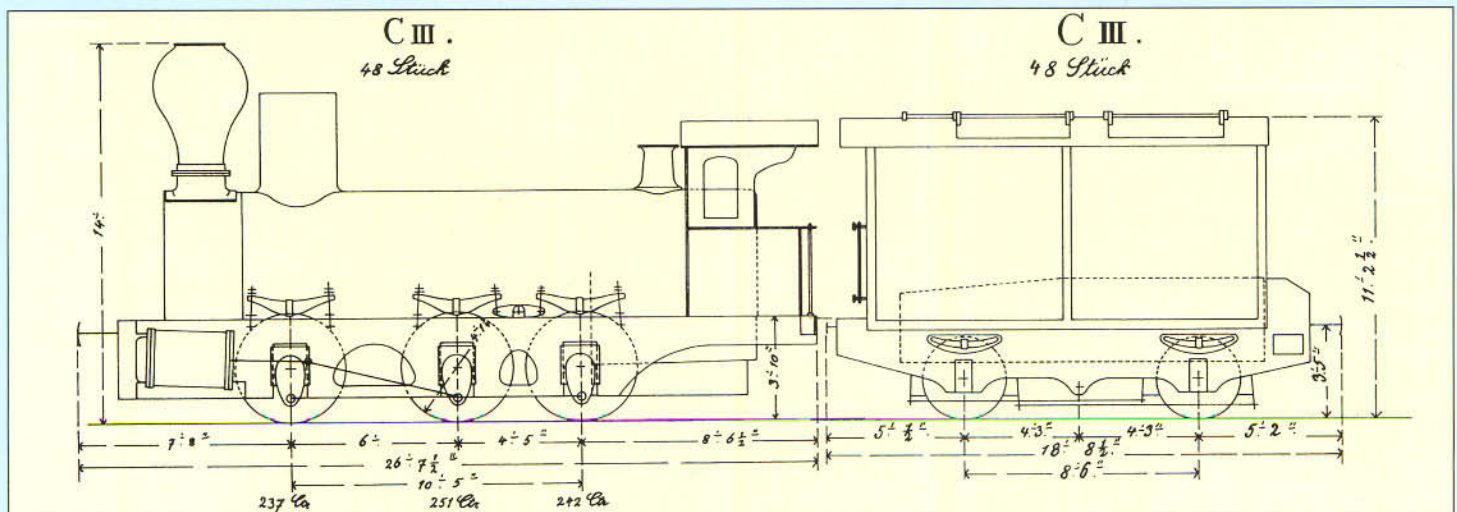 C III.
48 Stück
C III.
48 Stück
14'
4'1"
3' 10"
11' 2 1/2"
3' 5"
7' 8"
6'
4' 5"
8' 6 1/2"
5' 1/2"
4' 3"
4' 3"
5' 2"
26' 7 1/2"
18' 8 1/2"
10' 5"
8' 6"
237 Ctr
251 Ctr
242 Ctr